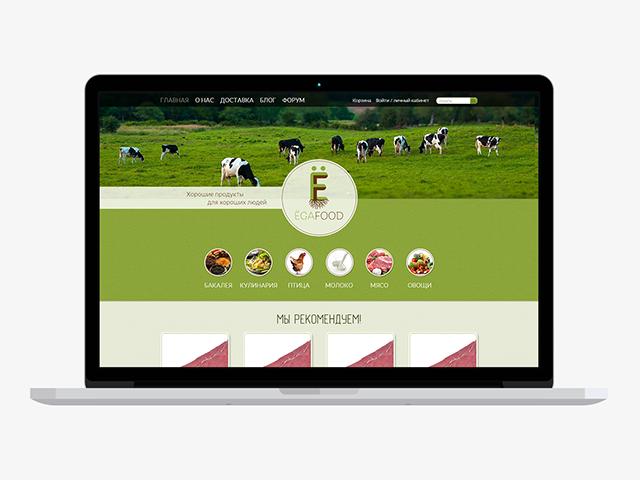 ГЛАВНАЯ О НАС ДОСТАВКА БЛОГ ФОРУМ Корзина Войти / личный кабинет
Хорошие продукты
для хороших людей
Ё
ЁGAFOOD
БАКАЛЕЯ КУЛИНАРИЯ ПТИЦА МОЛОКО МЯСО ОВОЩИ
МЫ РЕКОМЕНДУЕМ!